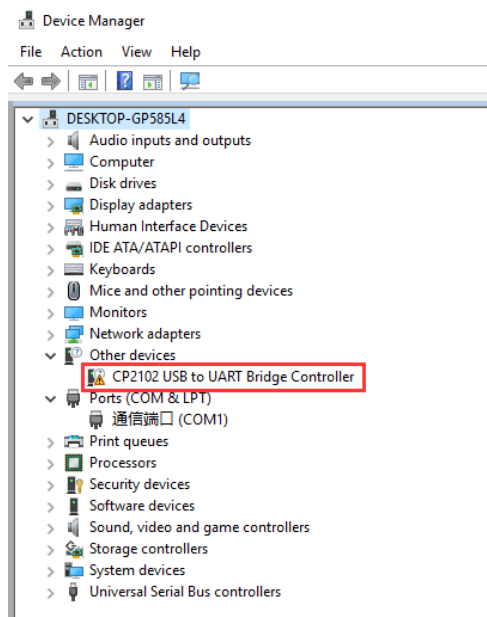 Device Manager
File Action View Help
DESKTOP-GP585L4
Audio inputs and outputs
Computer
Disk drives
Display adapters
Human Interface Devices
IDE ATA/ATAPI controllers
Keyboards
Mice and other pointing devices
Monitors
Network adapters
Other devices
CP2102 USB to UART Bridge Controller
Ports (COM & LPT)
通信端口 (COM1)
Print queues
Processors
Security devices
Software devices
Sound, video and game controllers
Storage controllers
System devices
Universal Serial Bus controllers